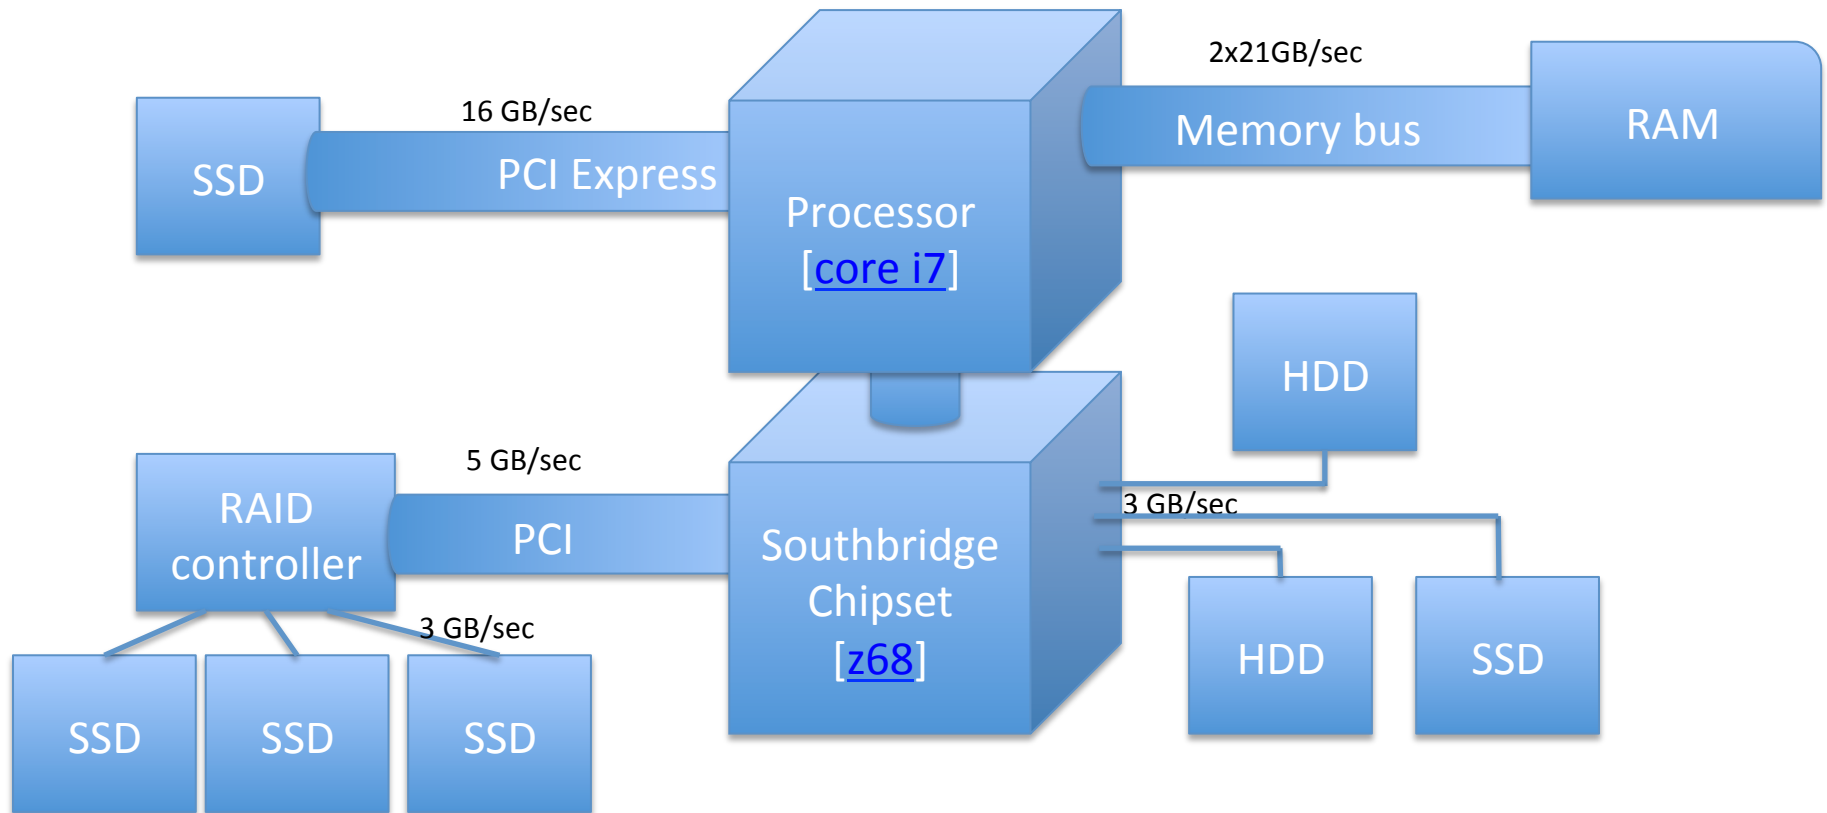 2x21GB/sec
16 GB/sec
SSD
PCI Express
Memory bus
RAM
Processor
[core i7]
HDD
5 GB/sec
RAID
controller
PCI
3 GB/sec
Southbridge
Chipset
[z68]
3 GB/sec
HDD
SSD
SSD
SSD
SSD